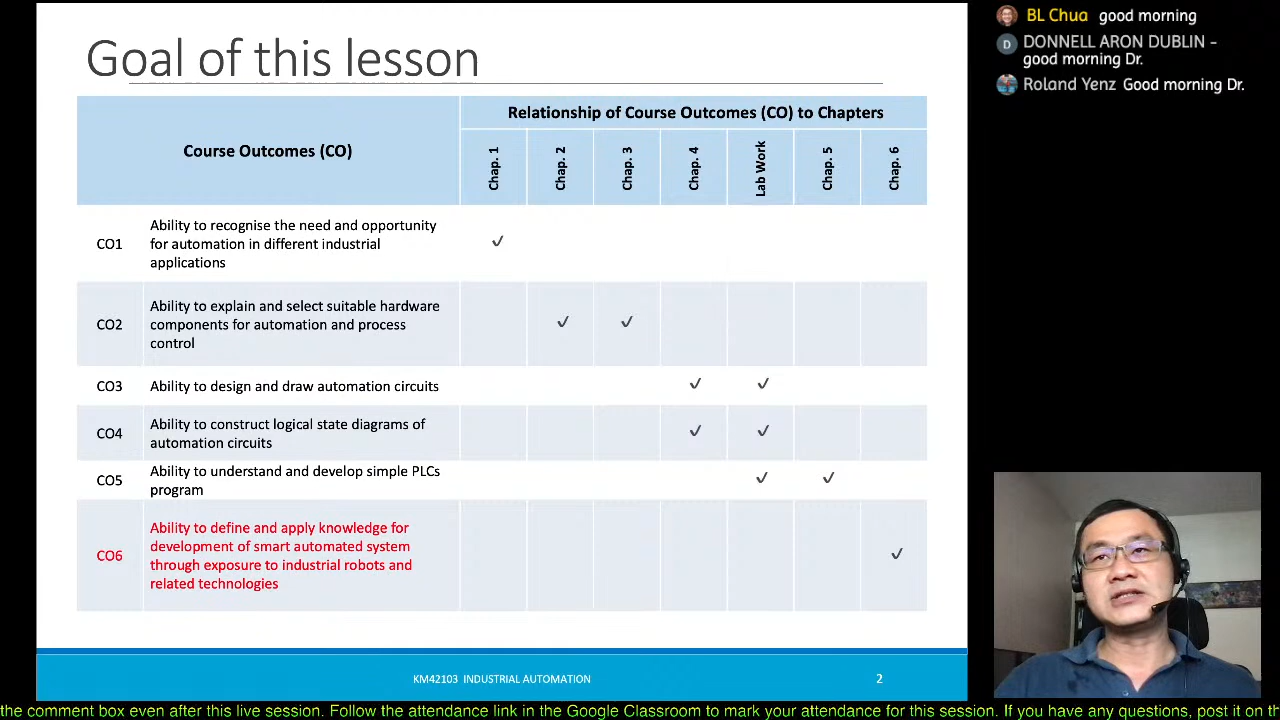 Goal of this lesson
Course Outcomes (CO)
Relationship of Course Outcomes (CO) to Chapters
Chap. 1
Chap. 2
Chap. 3
Chap. 4
Lab Work
Chap. 5
Chap. 6
CO1
Ability to recognise the need and opportunity
for automation in different industrial
applications
✓
CO2
Ability to explain and select suitable hardware
components for automation and process
control
✓ ✓
CO3
Ability to design and draw automation circuits
✓ ✓
CO4
Ability to construct logical state diagrams of
automation circuits
✓ ✓
CO5
Ability to understand and develop simple PLCs
program
✓ ✓
CO6
Ability to define and apply knowledge for
development of smart automated system
through exposure to industrial robots and
related technologies
✓
KM42103 INDUSTRIAL AUTOMATION
2
BL Chua good morning
D DONNELL ARON DUBLIN -
good morning Dr.
Roland Yenz Good morning Dr.
the comment box even after this live session. Follow the attendance link in the Google Classroom to mark your attendance for this session. If you have any questions, post it on th